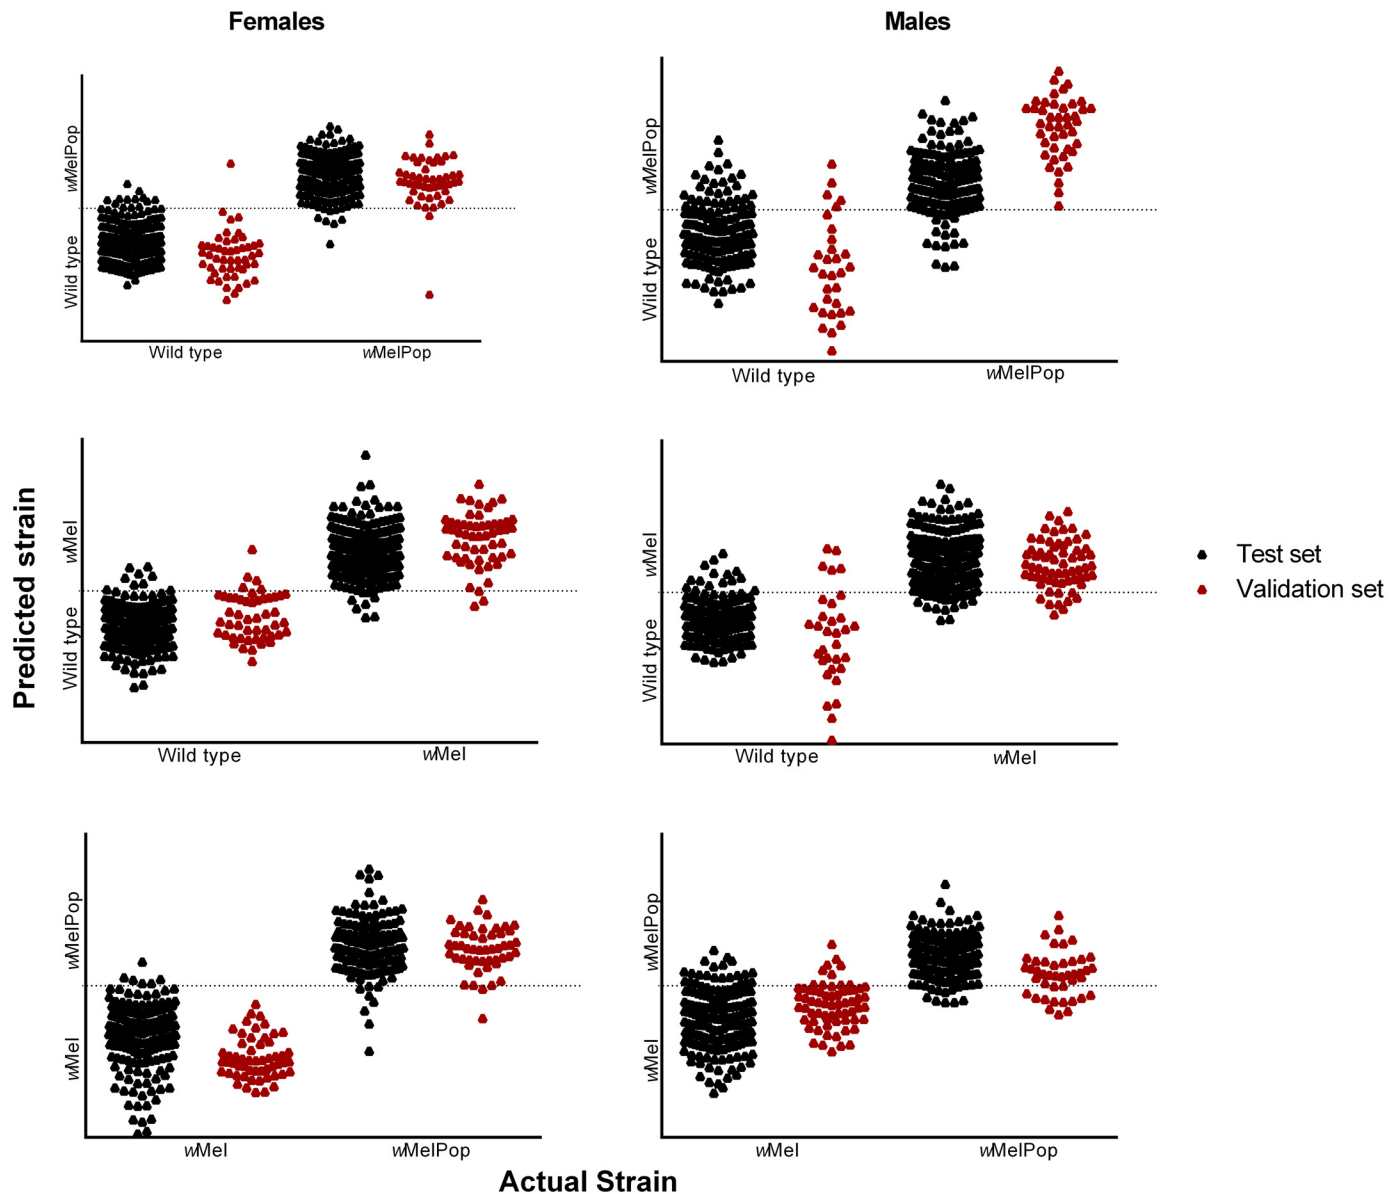 Females
Males
wMelPop
Wild type
Wild type
wMelPop
wMelPop
Wild type
Wild type
wMelPop
Predicted strain
wMel
Wild type
Wild type
wMel
wMel
Wild type
Wild type
wMel
Test set
Validation set
wMelPop
wMel
wMel
wMelPop
wMelPop
wMel
wMel
wMelPop
Actual Strain